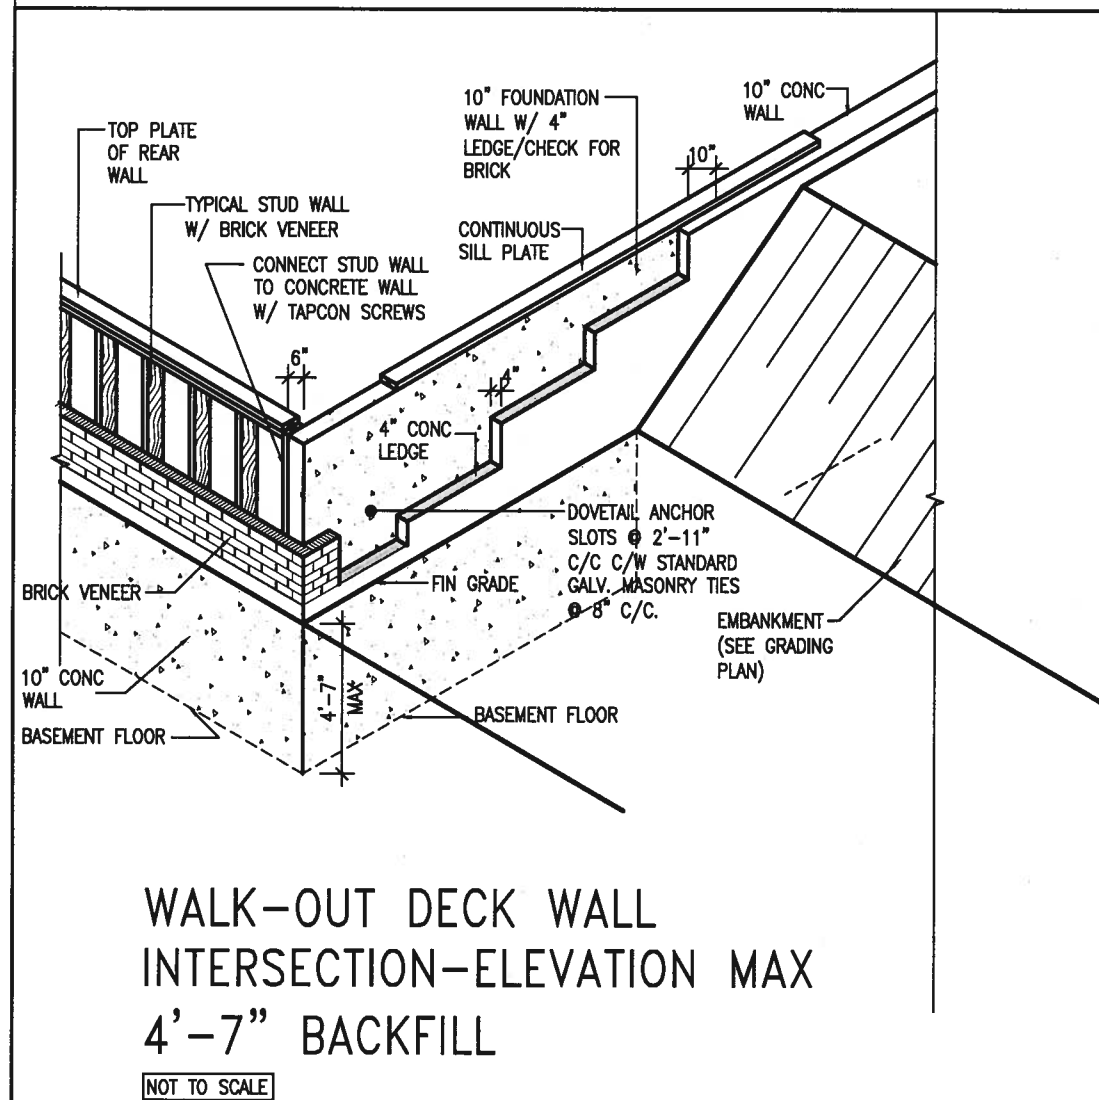 10" FOUNDATION
WALL W/ 4"
LEDGE/CHECK FOR
BRICK
10" CONC
WALL
TOP PLATE
OF REAR
WALL
10"
TYPICAL STUD WALL
W/ BRICK VENEER
CONTINUOUS
SILL PLATE
CONNECT STUD WALL
TO CONCRETE WALL
W/ TAPCON SCREWS
6"
4"
4" CONC
LEDGE
DOVETAIL ANCHOR
SLOTS @ 2'-11"
C/C C/W STANDARD
GALV. MASONRY TIES
@ 8" C/C.
FIN GRADE
BRICK VENEER
EMBANKMENT
(SEE GRADING
PLAN)
10" CONC
WALL
4'-7"
MAX
BASEMENT FLOOR
BASEMENT FLOOR
WALK-OUT DECK WALL
INTERSECTION-ELEVATION MAX
4'-7" BACKFILL
NOT TO SCALE